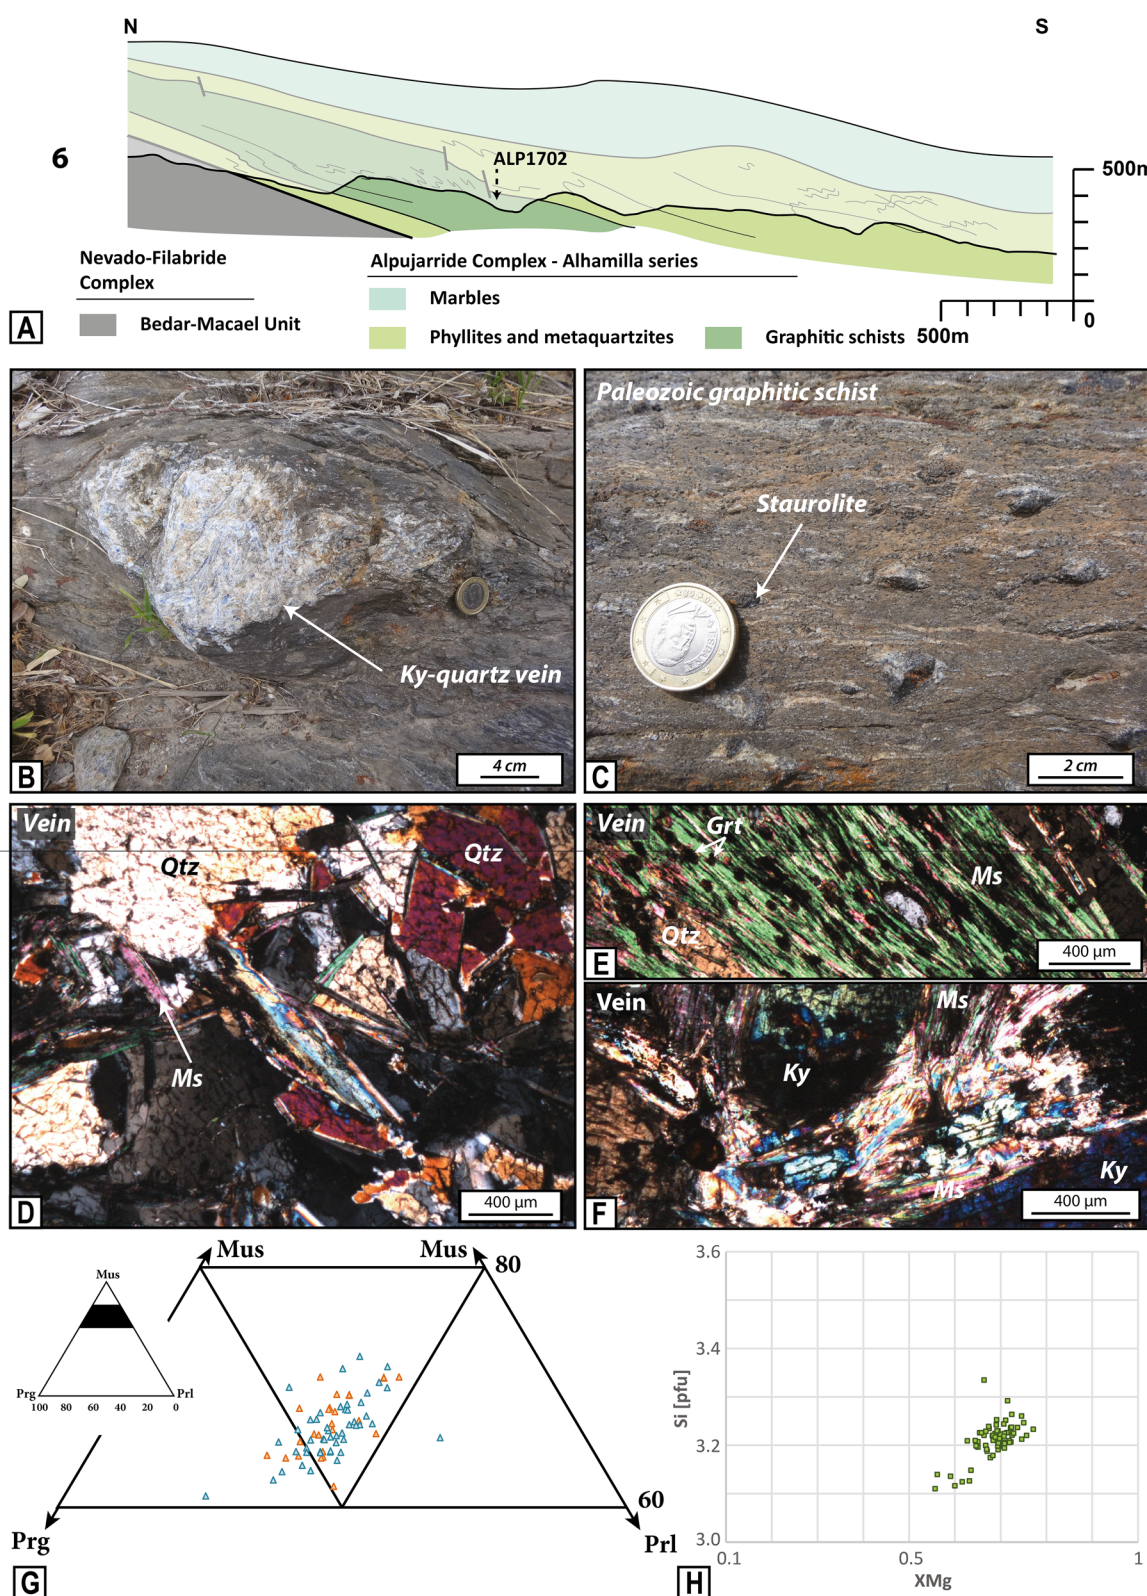 N
S
6
ALP1702
500m
0
500m
Nevado-Filabride
Complex
Bedar-Macael Unit
Alpujarride Complex - Alhamilla series
Marbles
Phyllites and metaquartzites
Graphitic schists
A
Ky-quartz vein
4 cm
B
Paleozoic graphitic schist
Staurolite
2 cm
C
Vein
Qtz
Qtz
Ms
400 µm
D
Vein
Grt
Ms
Qtz
400 µm
E
Vein
Ms
Ky
Ky
Ms
400 µm
F
Mus
Mus
80
Mus
Prg
Prl
100 80 60 40 20 0
60
Prg
Prl
G
3.6
3.4
3.2
3.0
Si [pfu]
0.1
0.5
1
XMg
H